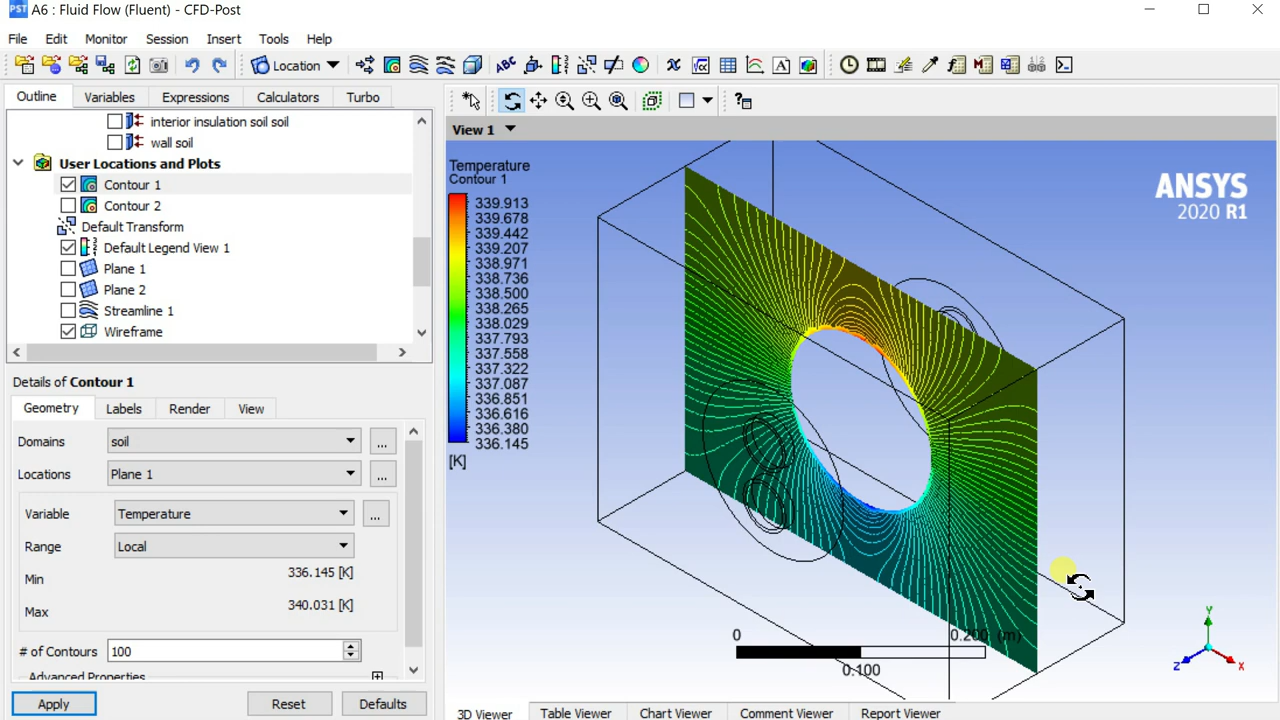 PST A6 : Fluid Flow (Fluent) - CFD-Post
File Edit Monitor Session Insert Tools Help
Location
Outline Variables Expressions Calculators Turbo
interior insulation soil soil
wall soil
User Locations and Plots
Contour 1
Contour 2
Default Transform
Default Legend View 1
Plane 1
Plane 2
Streamline 1
Wireframe
Details of Contour 1
Geometry Labels Render View
Domains soil ...
Locations Plane 1 ...
Variable Temperature ...
Range Local
Min 336.145 [K]
Max 340.031 [K]
# of Contours 100
Advanced Properties
Apply Reset Defaults
View 1
Temperature
Contour 1
339.913
339.678
339.442
339.207
338.971
338.736
338.500
338.265
338.029
337.793
337.558
337.322
337.087
336.851
336.616
336.380
336.145
[K]
ANSYS
2020 R1
0 0.200 (m)
0.100
Y
Z X
3D Viewer Table Viewer Chart Viewer Comment Viewer Report Viewer